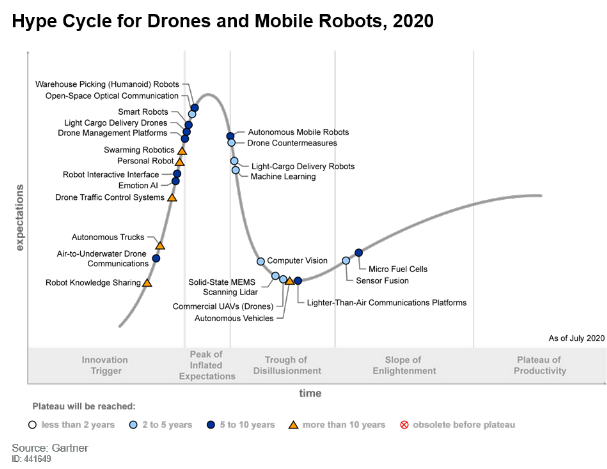 Hype Cycle for Drones and Mobile Robots, 2020
expectations
Warehouse Picking (Humanoid) Robots
Open-Space Optical Communication
Smart Robots
Light Cargo Delivery Drones
Drone Management Platforms
Swarming Robotics
Personal Robot
Robot Interactive Interface
Emotion AI
Drone Traffic Control Systems
Autonomous Trucks
Air-to-Underwater Drone
Communications
Robot Knowledge Sharing
Autonomous Mobile Robots
Drone Countermeasures
Light-Cargo Delivery Robots
Machine Learning
Computer Vision
Solid-State MEMS
Scanning Lidar
Commercial UAVs (Drones)
Autonomous Vehicles
Lighter-Than-Air Communications Platforms
Micro Fuel Cells
Sensor Fusion
As of July 2020
Innovation
Trigger
Peak of
Inflated
Expectations
Trough of
Disillusionment
Slope of
Enlightenment
Plateau of
Productivity
time
Plateau will be reached:
less than 2 years
2 to 5 years
5 to 10 years
more than 10 years
obsolete before plateau
Source: Gartner
ID: 441649